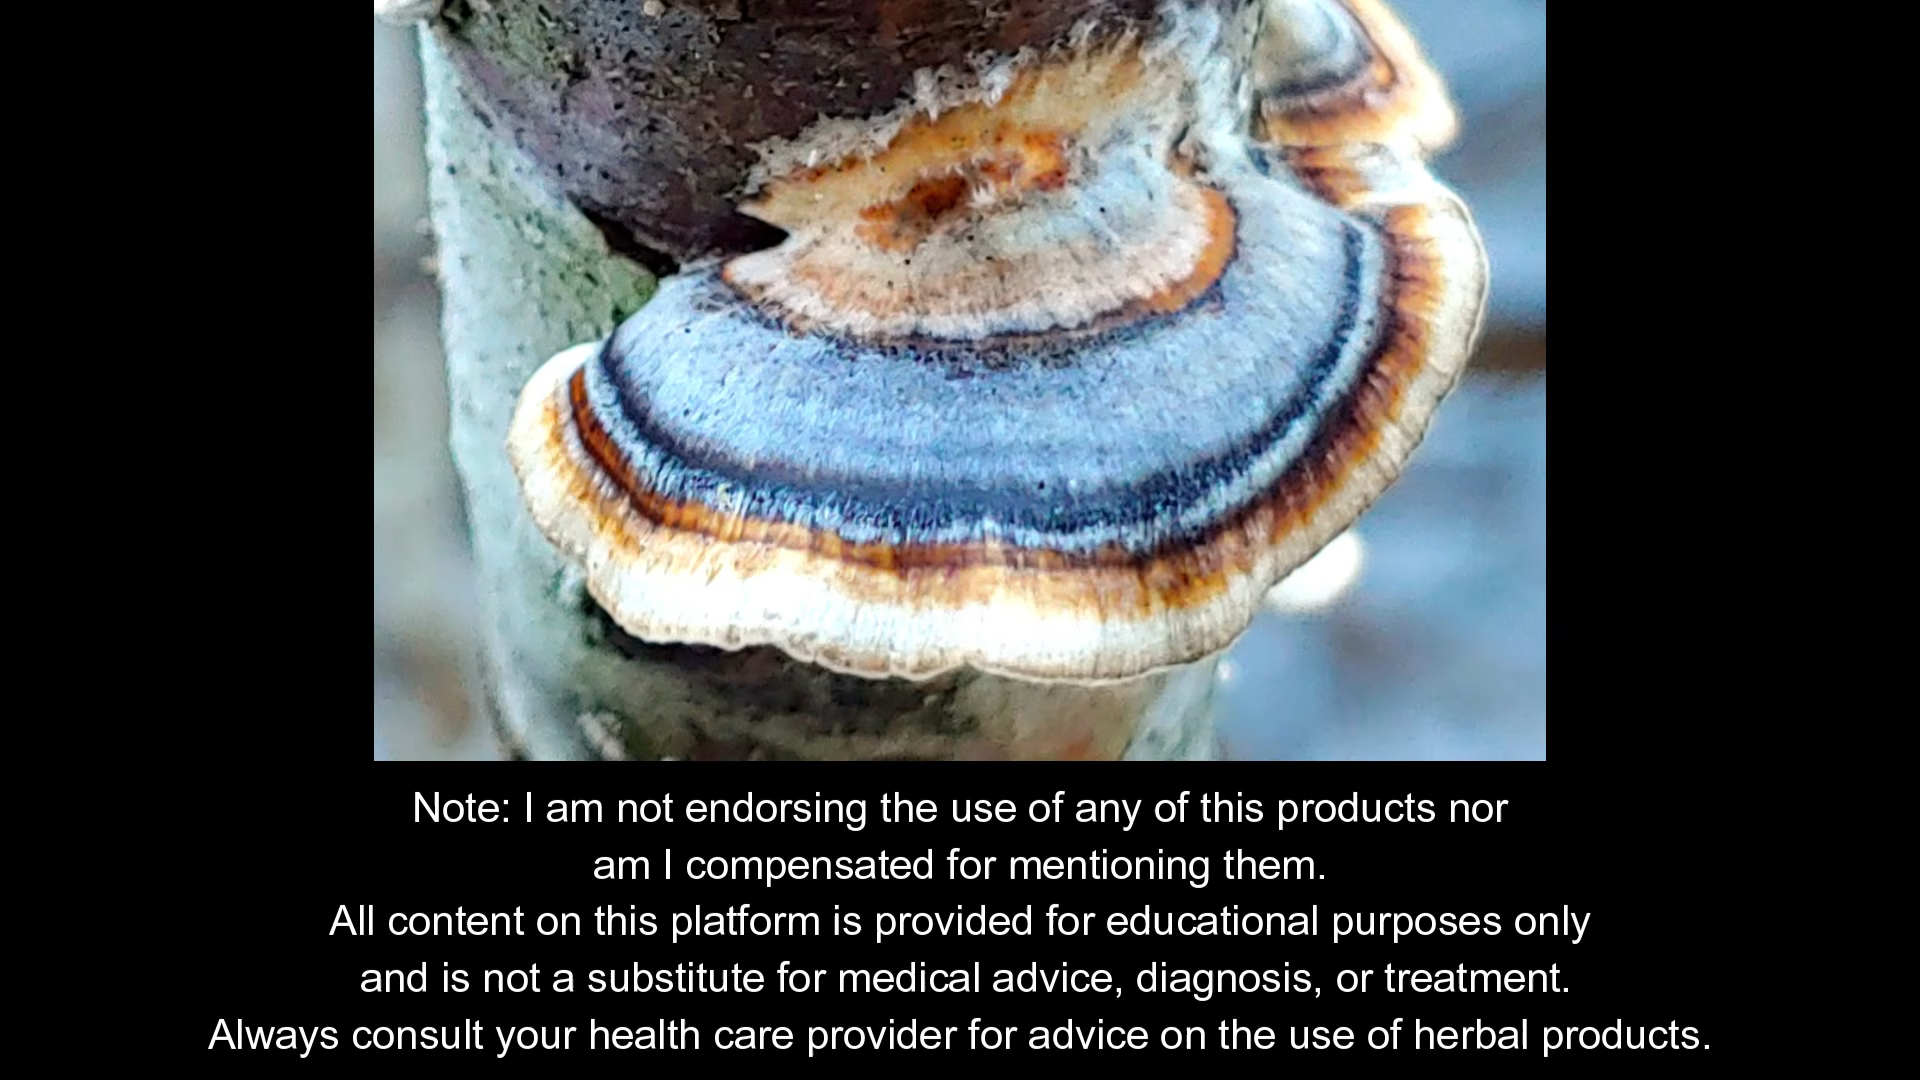 Note: I am not endorsing the use of any of this products nor
am I compensated for mentioning them.
All content on this platform is provided for educational purposes only
and is not a substitute for medical advice, diagnosis, or treatment.
Always consult your health care provider for advice on the use of herbal products.